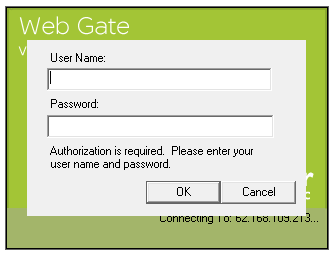 Web Gate
V
User Name:
Password:
Authorization is required. Please enter your
user name and password.
OK Cancel
r
Connecting To: 62.168.109.213...